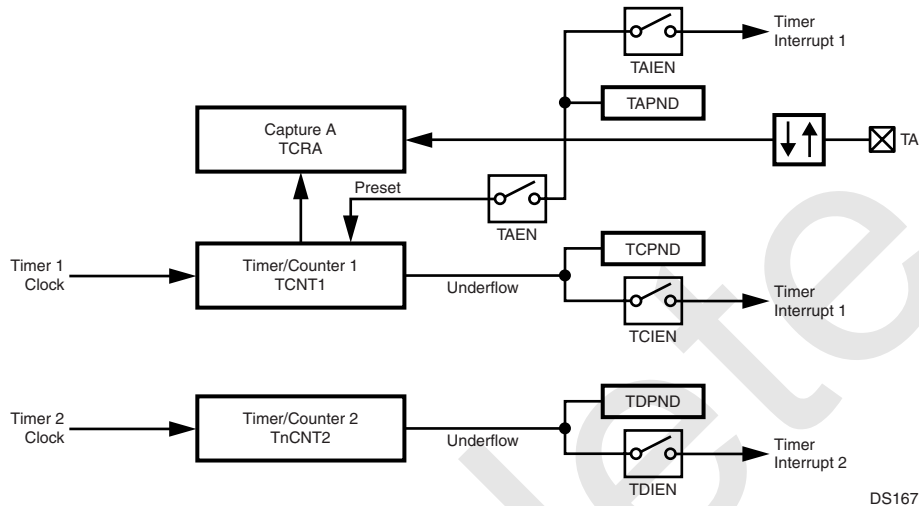 Timer
Interrupt 1
TAIEN
TAPND
Capture A
TCRA
TA
Preset
TAEN
Timer 1
Clock
Timer/Counter 1
TCNT1
Underflow
TCPND
Timer
Interrupt 1
TCIEN
Timer 2
Clock
Timer/Counter 2
TnCNT2
Underflow
TDPND
Timer
Interrupt 2
TDIEN
DS167
lete